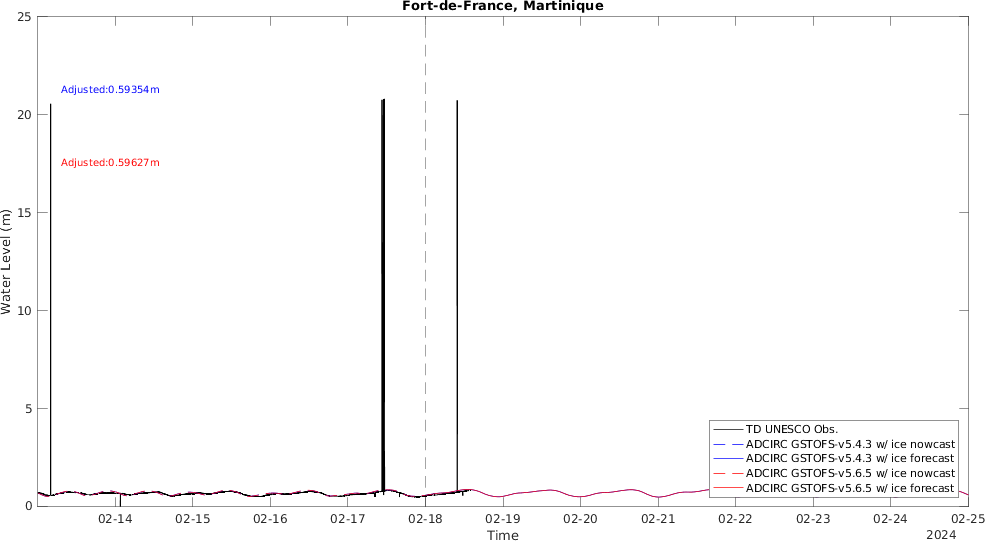 Fort-de-France, Martinique
25
20
15
10
5
0
Water Level (m)
Adjusted:0.59354m
Adjusted:0.59627m
TD UNESCO Obs.
ADCIRC GSTOFS-v5.4.3 w/ ice nowcast
ADCIRC GSTOFS-v5.4.3 w/ ice forecast
ADCIRC GSTOFS-v5.6.5 w/ ice nowcast
ADCIRC GSTOFS-v5.6.5 w/ ice forecast
02-14 02-15 02-16 02-17 02-18 02-19 02-20 02-21 02-22 02-23 02-24 02-25
Time
2024